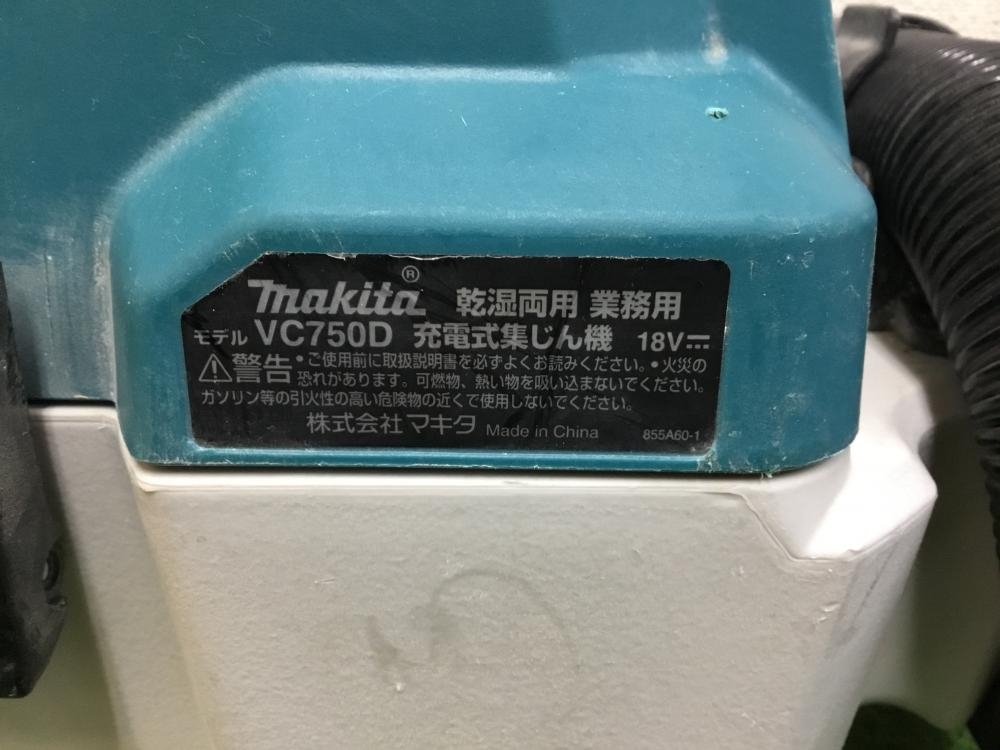 makita® 乾湿両用 業務用
モデル VC750D 充電式集じん機 18V
警告 •ご使用前に取扱説明書を必ずよくお読みください。•火災の
恐れがあります。可燃物、熱い物を吸い込まないでください。
ガソリン等の引火性の高い危険物の近くで使用しないでください。
株式会社マキタ Made in China 855A60-1